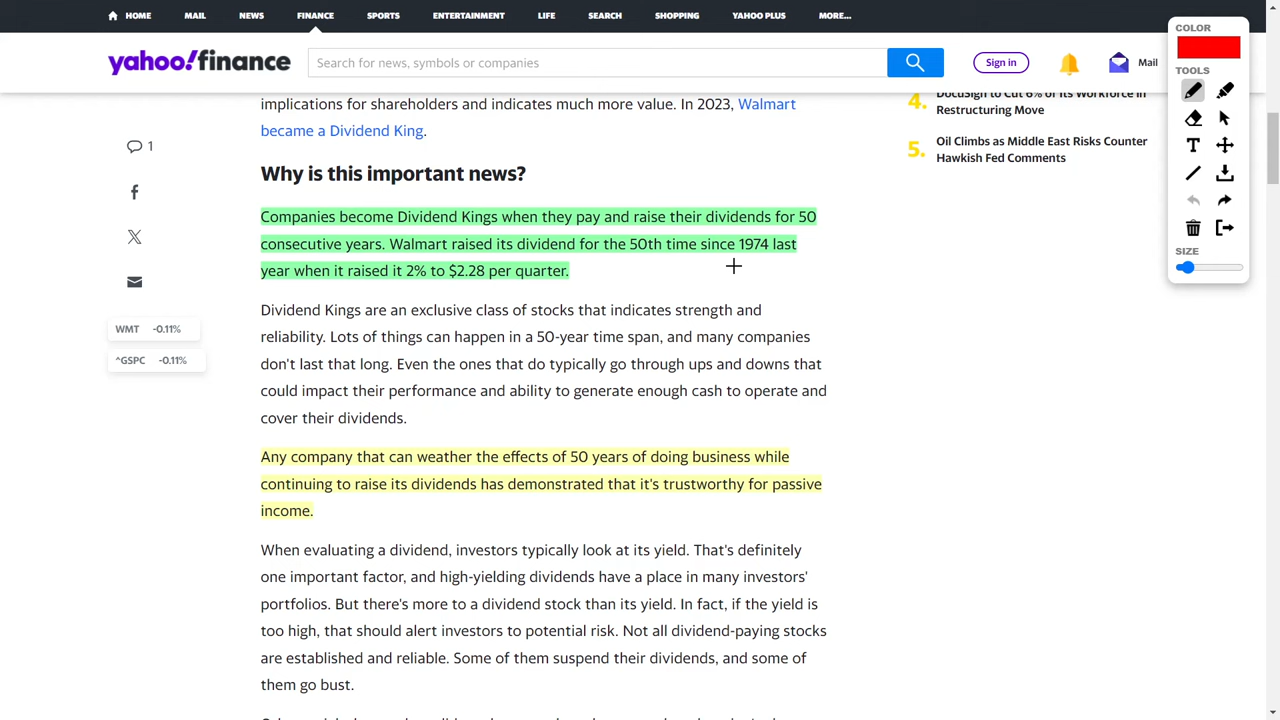 HOME MAIL NEWS FINANCE SPORTS ENTERTAINMENT LIFE SEARCH SHOPPING YAHOO PLUS MORE...
yahoo!finance
Search for news, symbols or companies
Sign in
Mail
implications for shareholders and indicates much more value. In 2023, Walmart
became a Dividend King.
1
Why is this important news?
Companies become Dividend Kings when they pay and raise their dividends for 50
consecutive years. Walmart raised its dividend for the 50th time since 1974 last
year when it raised it 2% to $2.28 per quarter.
Dividend Kings are an exclusive class of stocks that indicates strength and
reliability. Lots of things can happen in a 50-year time span, and many companies
don't last that long. Even the ones that do typically go through ups and downs that
could impact their performance and ability to generate enough cash to operate and
cover their dividends.
WMT -0.11%
^GSPC -0.11%
Any company that can weather the effects of 50 years of doing business while
continuing to raise its dividends has demonstrated that it's trustworthy for passive
income.
When evaluating a dividend, investors typically look at its yield. That's definitely
one important factor, and high-yielding dividends have a place in many investors'
portfolios. But there's more to a dividend stock than its yield. In fact, if the yield is
too high, that should alert investors to potential risk. Not all dividend-paying stocks
are established and reliable. Some of them suspend their dividends, and some of
them go bust.
4. DocuSign to Cut 6% of Its Workforce in
Restructuring Move
5. Oil Climbs as Middle East Risks Counter
Hawkish Fed Comments
COLOR
TOOLS
T
SIZE